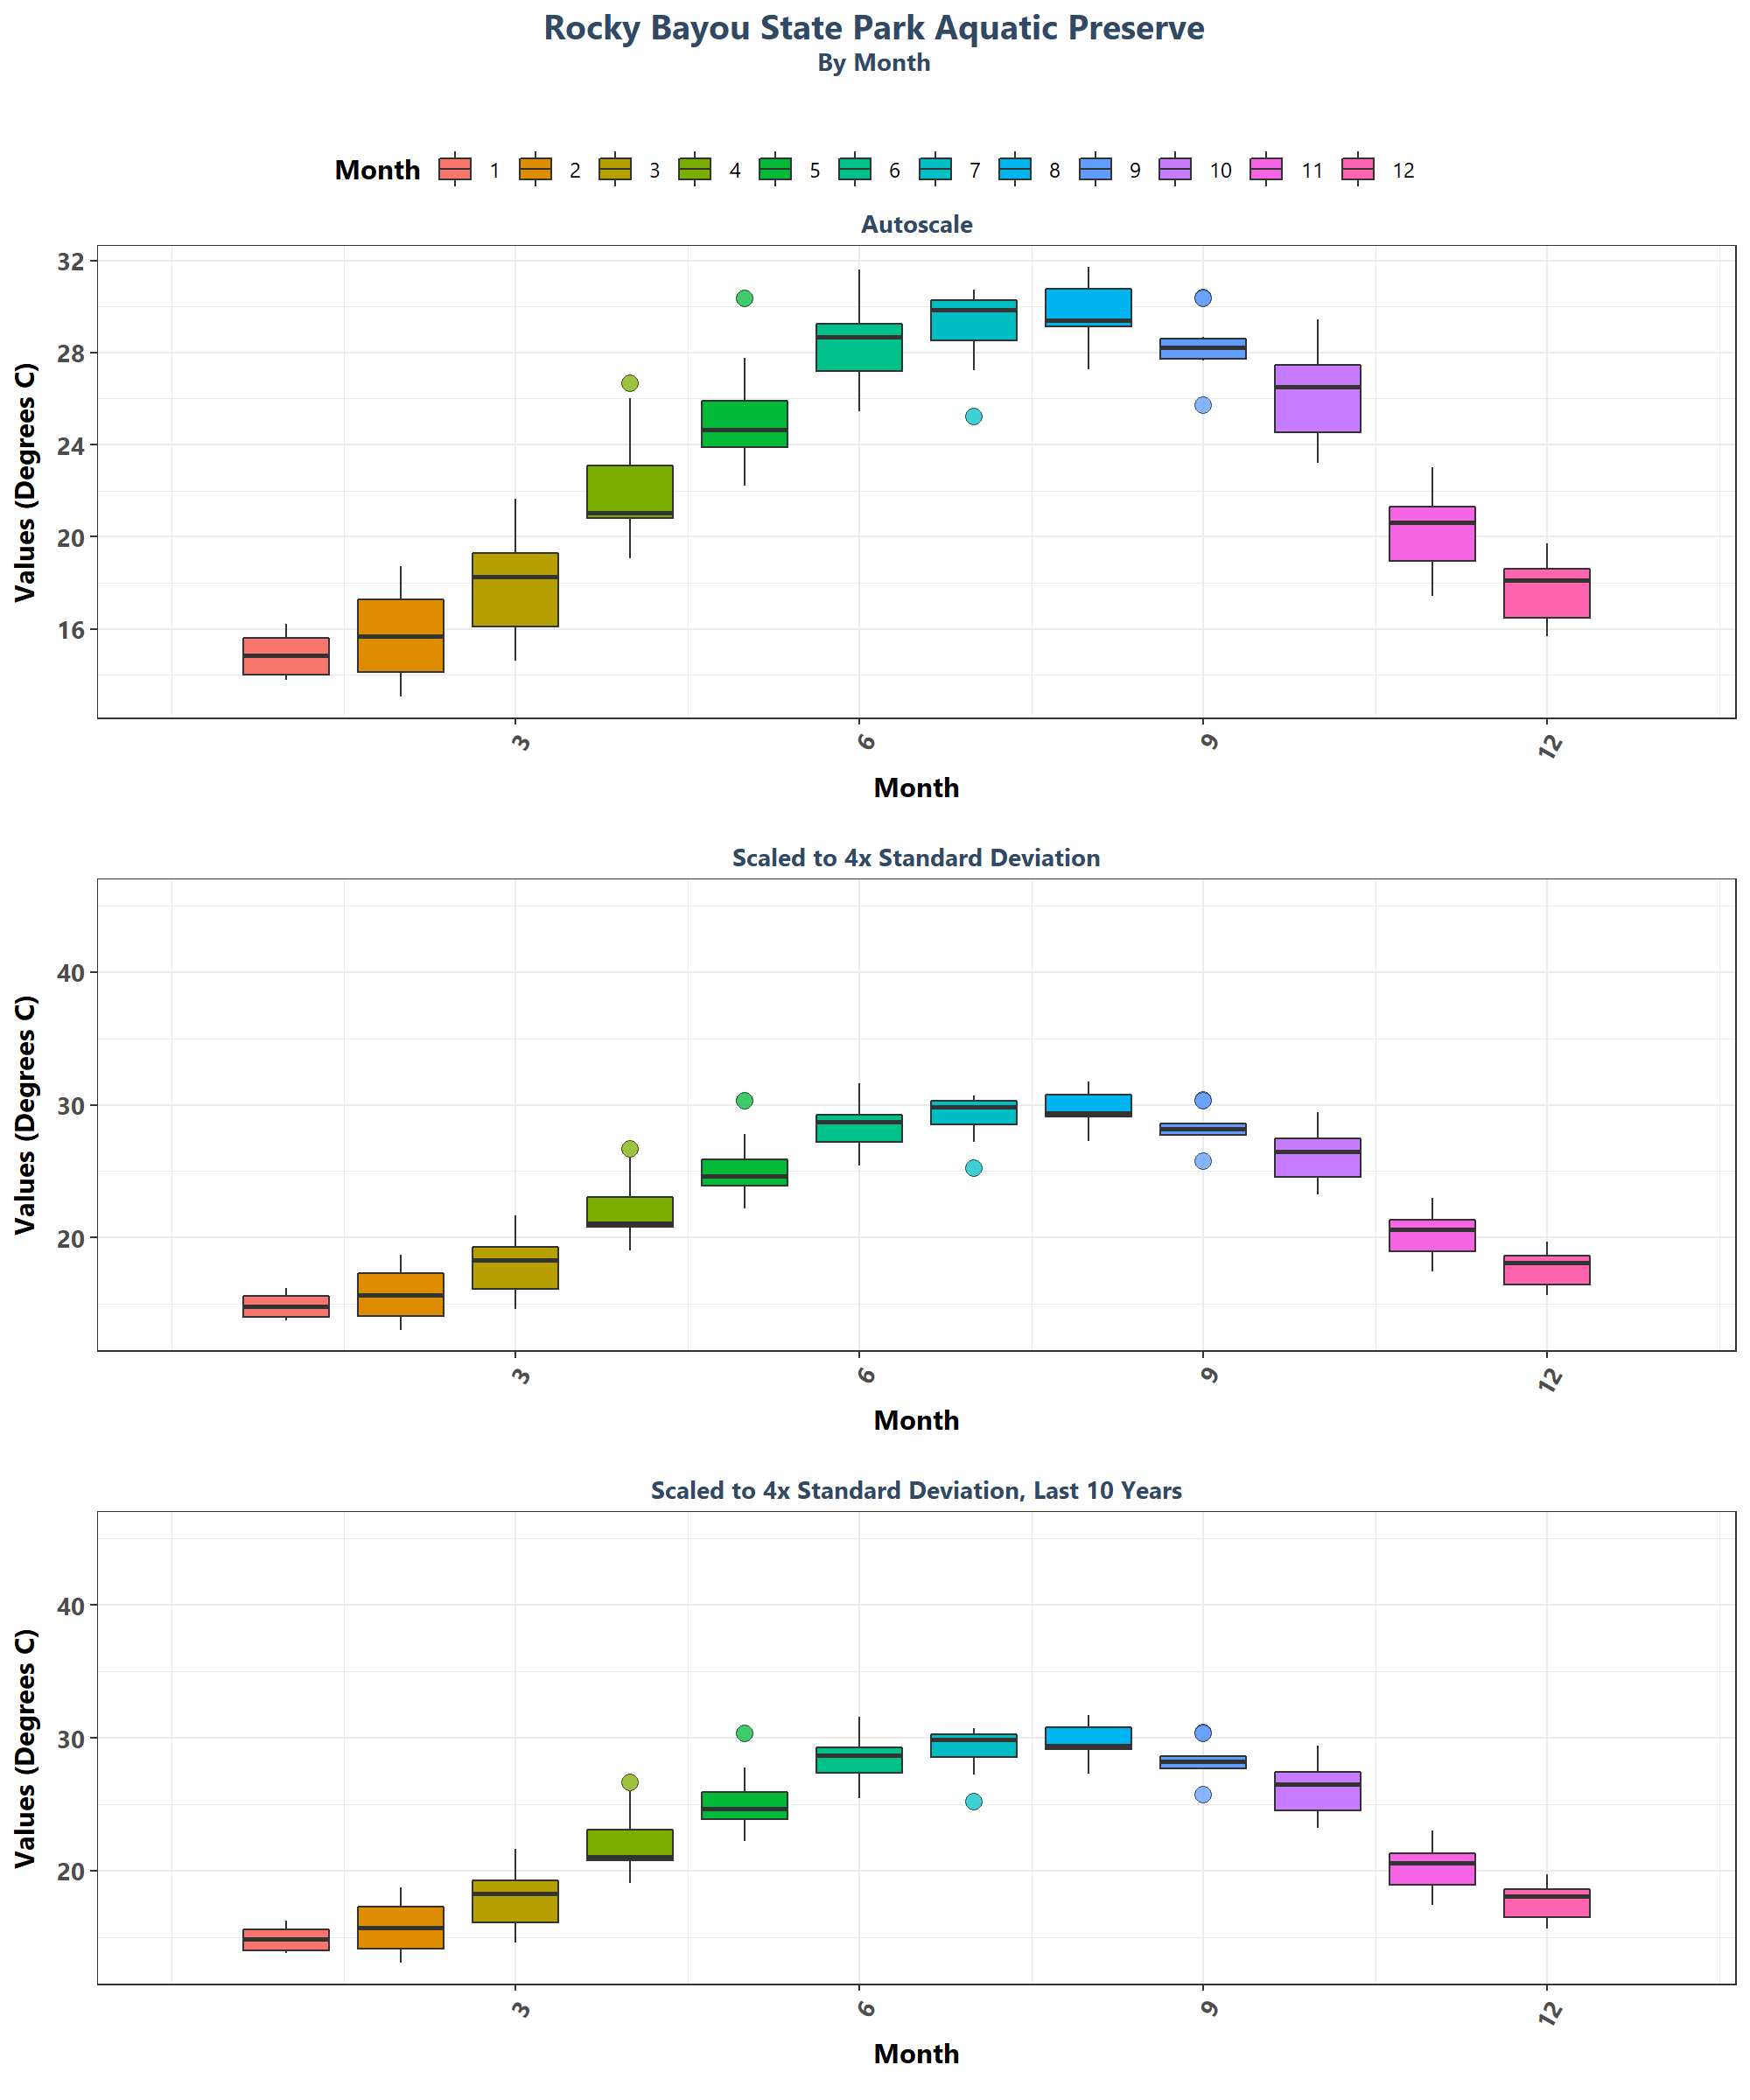 Rocky Bayou State Park Aquatic Preserve
By Month
Month 1 2 3 4 5 6 7 8 9 10 11 12
Autoscale
Values (Degrees C)
32
28
24
20
16
3 6 9 12
Month
Scaled to 4x Standard Deviation
Values (Degrees C)
40
30
20
3 6 9 12
Month
Scaled to 4x Standard Deviation, Last 10 Years
Values (Degrees C)
40
30
20
3 6 9 12
Month